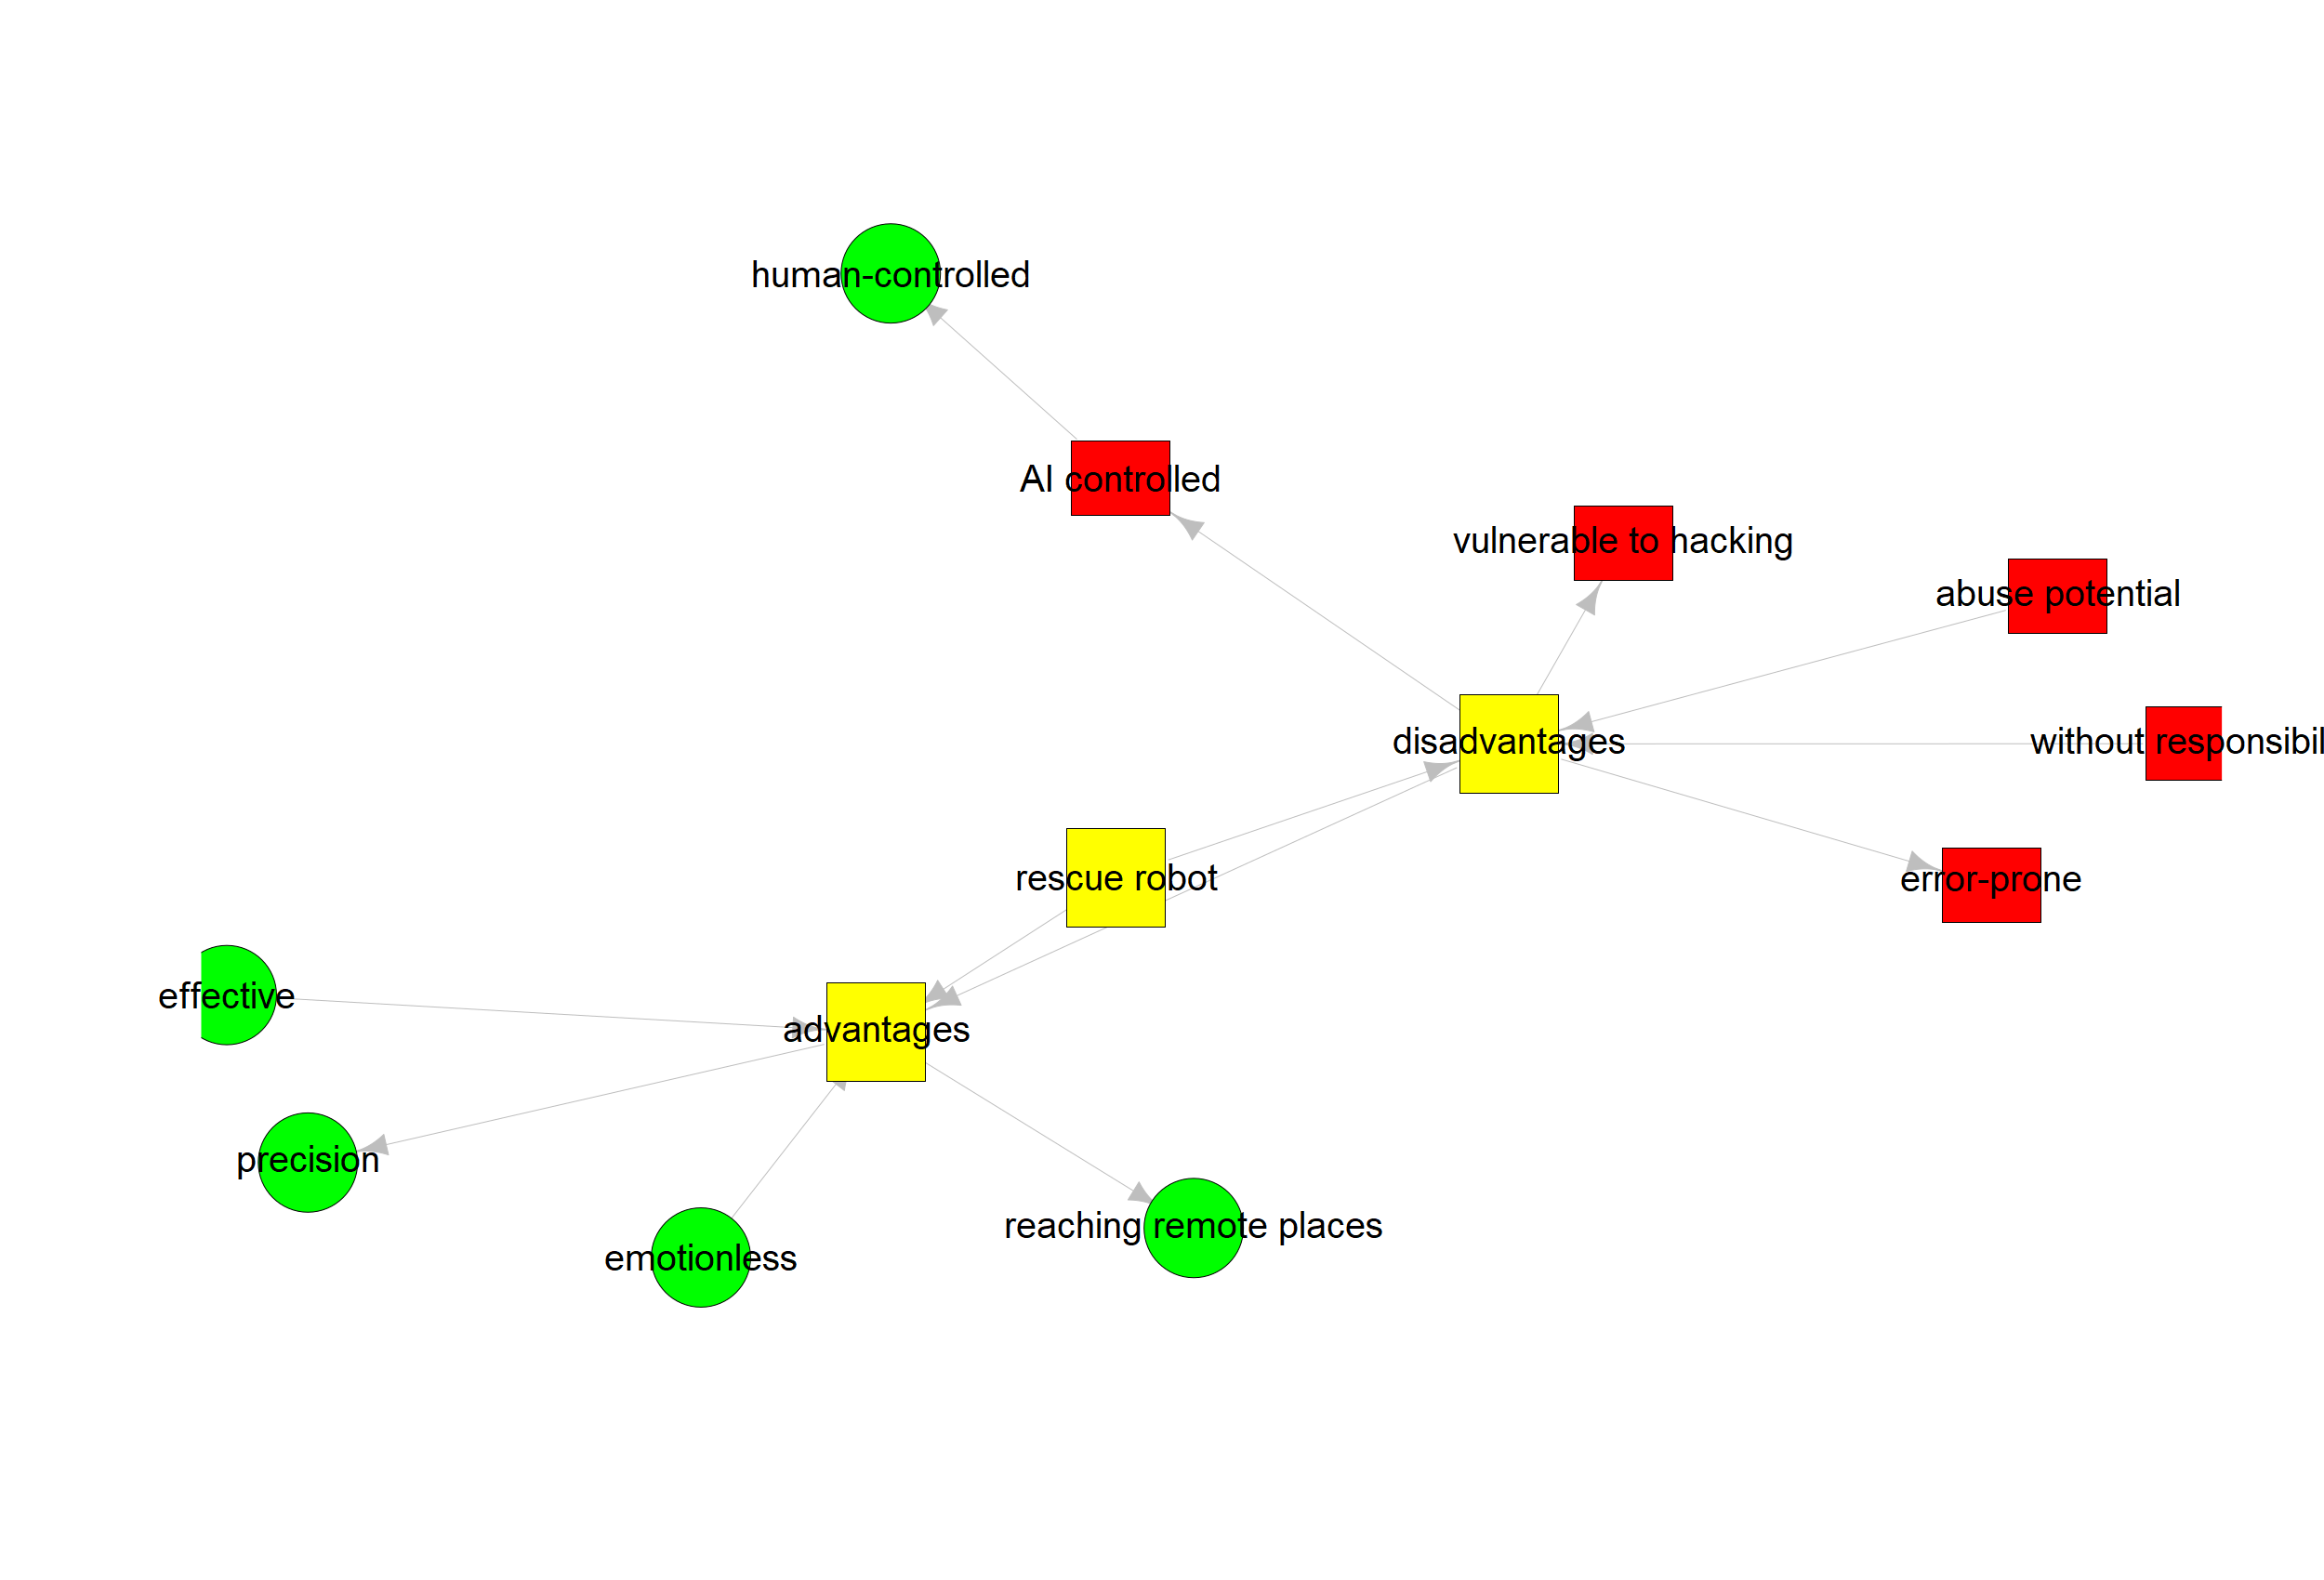 human-controlled
AI controlled
vulnerable to hacking
abuse potential
disadvantages
without responsibil
rescue robot
error-prone
effective
advantages
precision
reaching remote places
emotionless